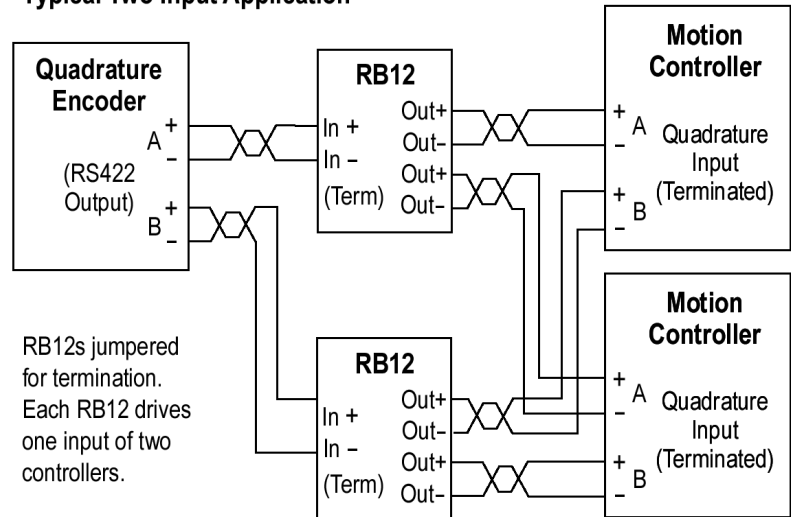 Typical Two Input Application
Quadrature
Encoder
A
+
−
(RS422
Output)
B
+
−
RB12
In +
In −
(Term)
Out+
Out−
Out+
Out−
Motion
Controller
+
A
−
Quadrature
Input
(Terminated)
+
B
−
RB12s jumpered
for termination.
Each RB12 drives
one input of two
controllers.
RB12
In +
In −
(Term)
Out+
Out−
Out+
Out−
Motion
Controller
+
A
−
Quadrature
Input
(Terminated)
+
B
−